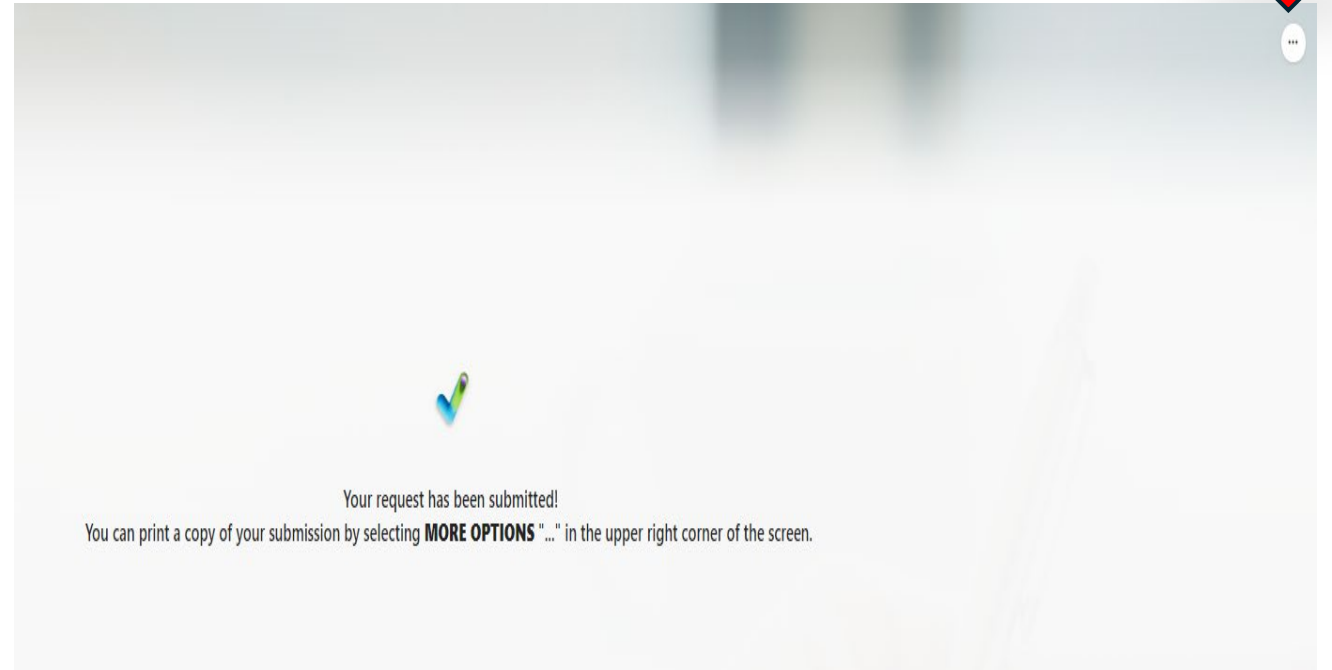 ...
Your request has been submitted!
You can print a copy of your submission by selecting MORE OPTIONS "..." in the upper right corner of the screen.